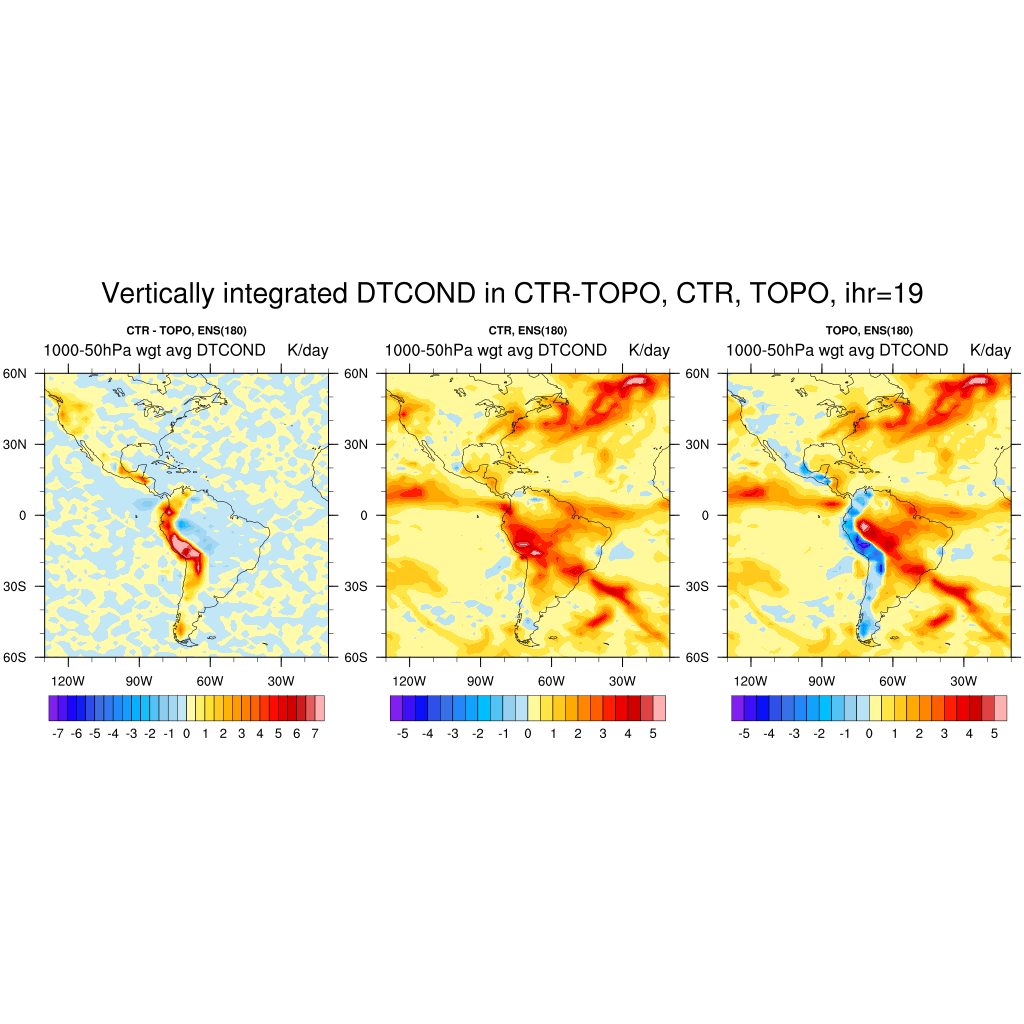 Vertically integrated DTCOND in CTR-TOPO, CTR, TOPO, ihr=19
CTR - TOPO, ENS(180)
1000-50hPa wgt avg DTCOND K/day
60N
30N
0
30S
60S
120W 90W 60W 30W
-7 -6 -5 -4 -3 -2 -1 0 1 2 3 4 5 6 7
CTR, ENS(180)
1000-50hPa wgt avg DTCOND K/day
60N
30N
0
30S
60S
120W 90W 60W 30W
-5 -4 -3 -2 -1 0 1 2 3 4 5
TOPO, ENS(180)
1000-50hPa wgt avg DTCOND K/day
60N
30N
0
30S
60S
120W 90W 60W 30W
-5 -4 -3 -2 -1 0 1 2 3 4 5